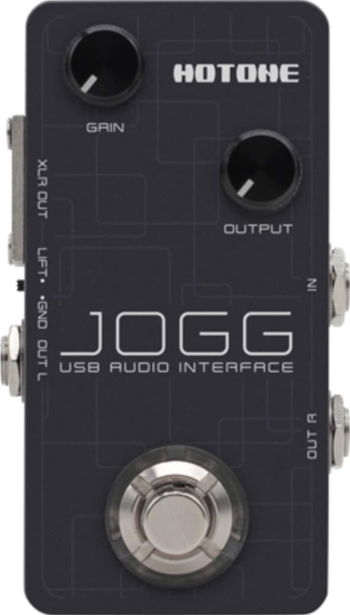 HOTONE
GAIN
OUTPUT
XLR OUT
LIFT • • GND
OUT L
IN
JOGG
USB AUDIO INTERFACE
OUT R